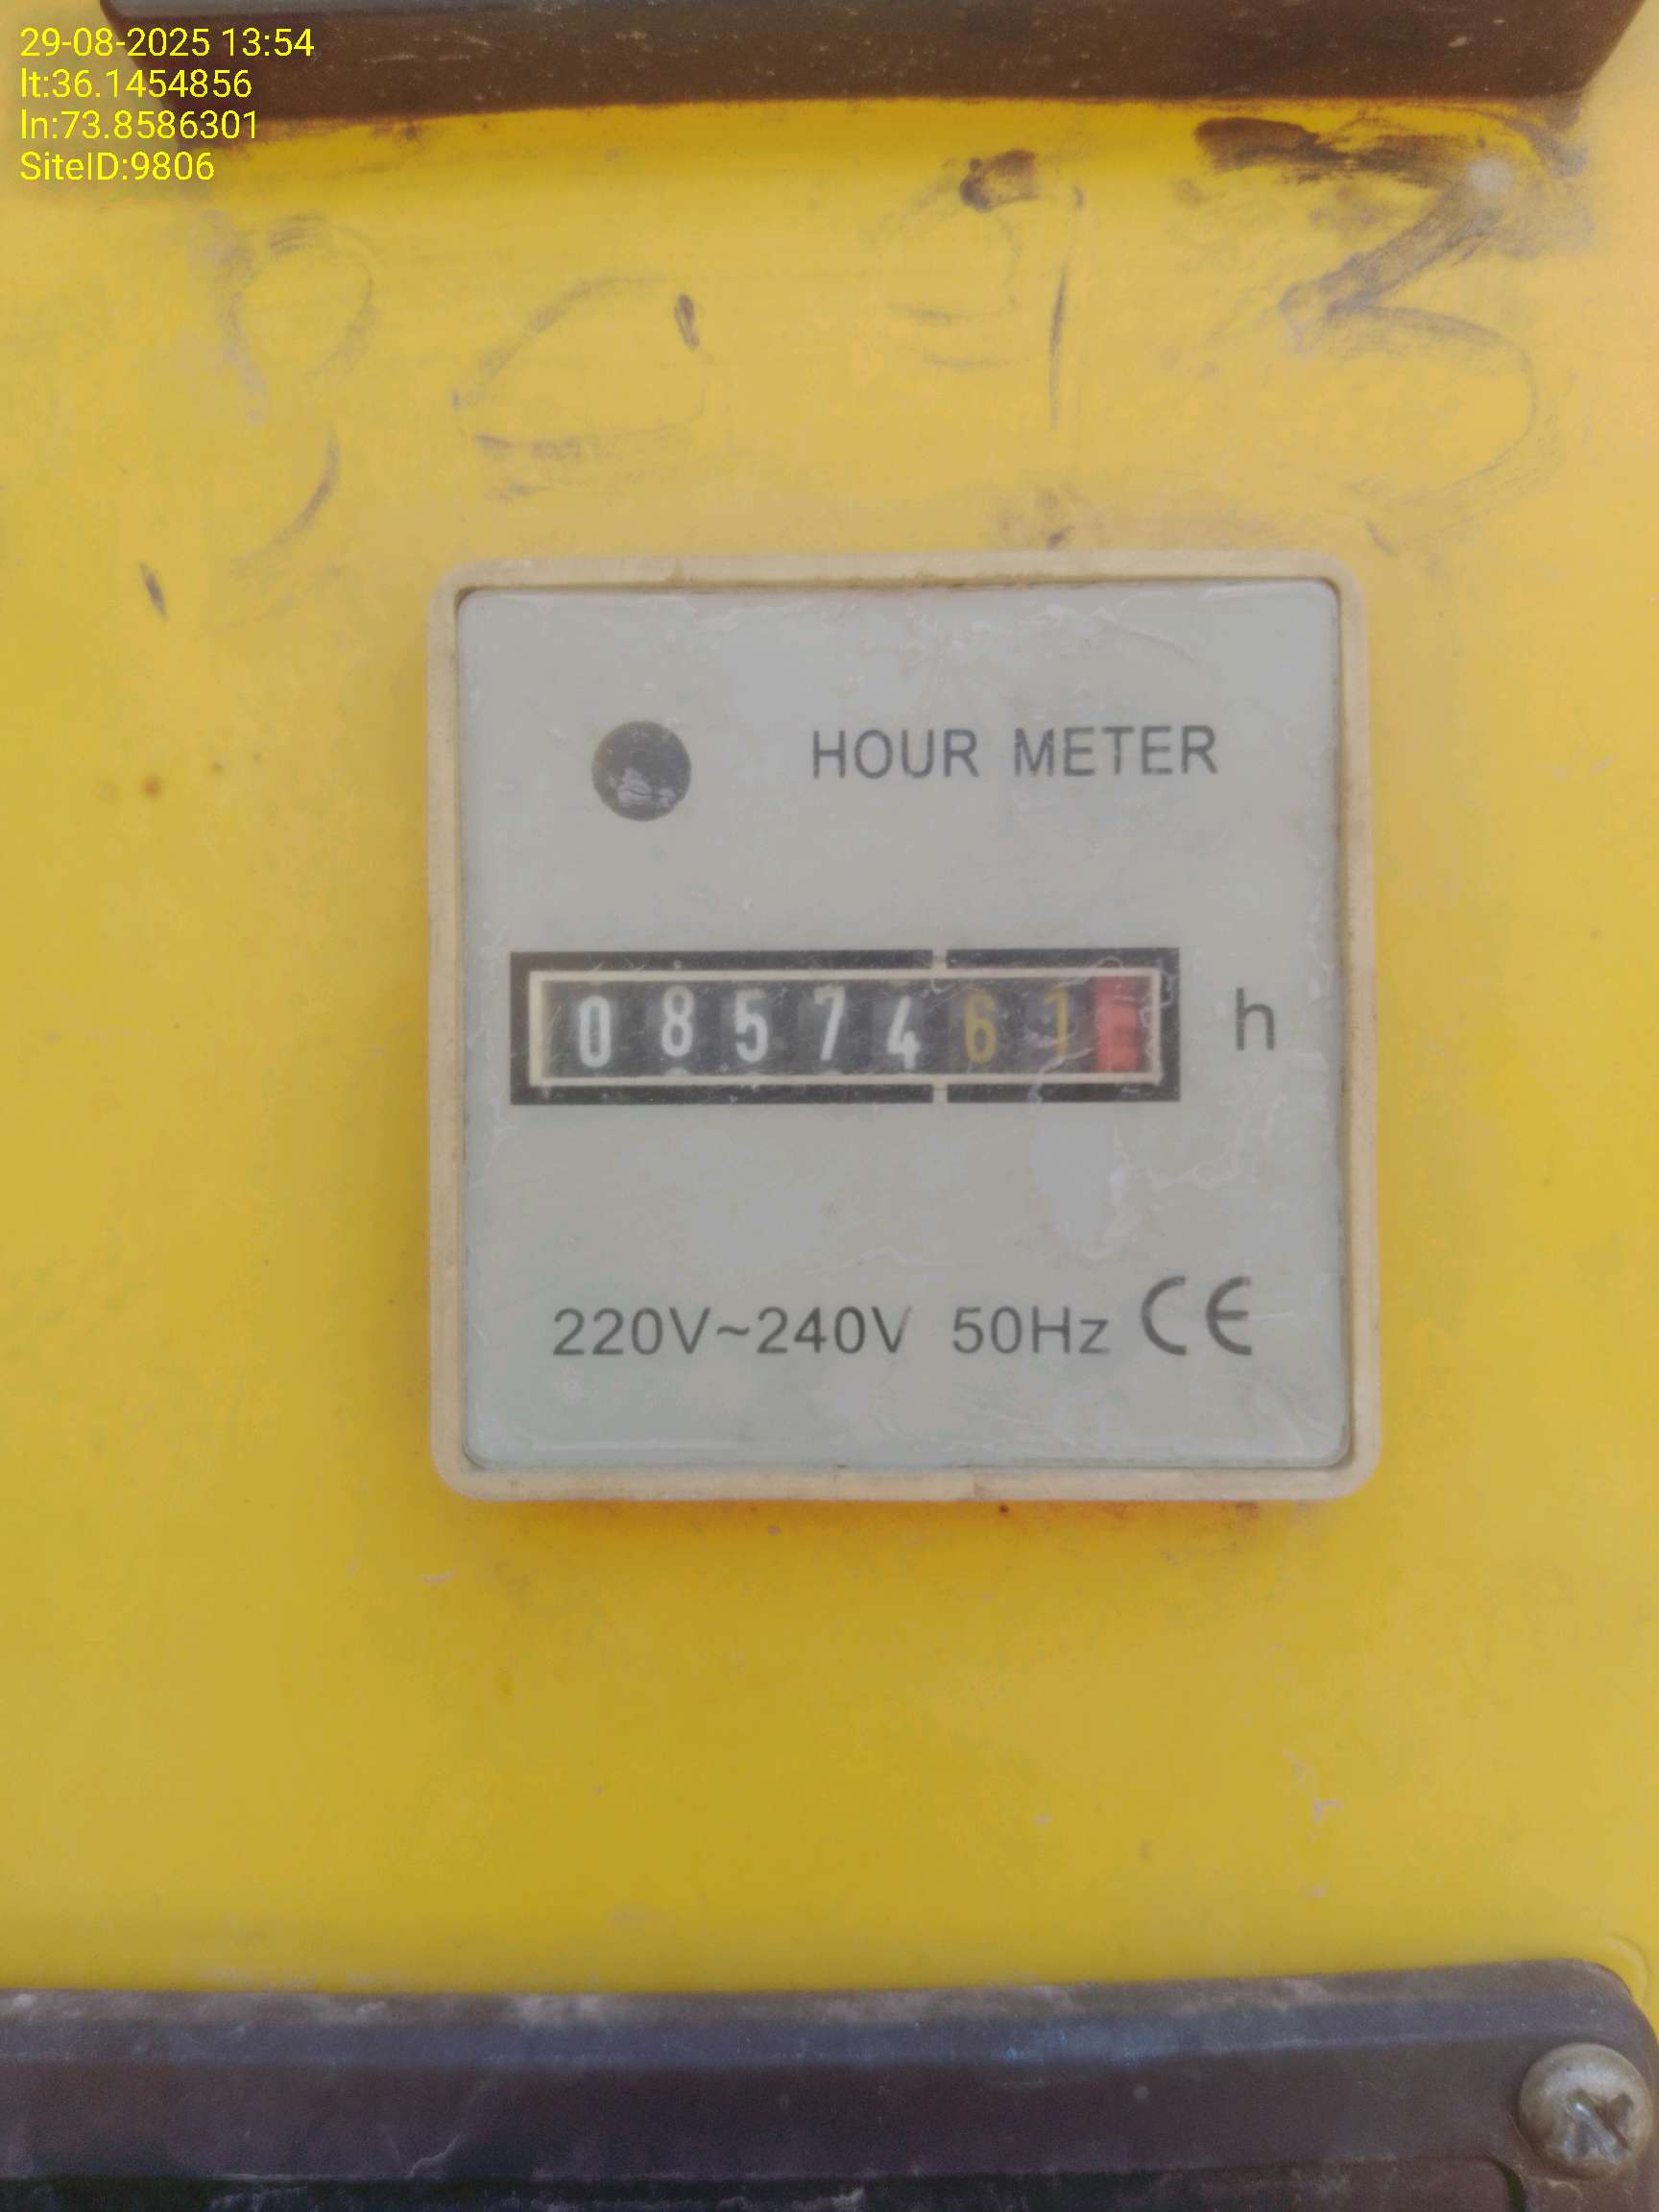 29-08-2025 13:54
lt:36.1454856
ln:73.8586301
SiteID:9806
HOUR METER
0857461 h
220V~240V 50Hz CE